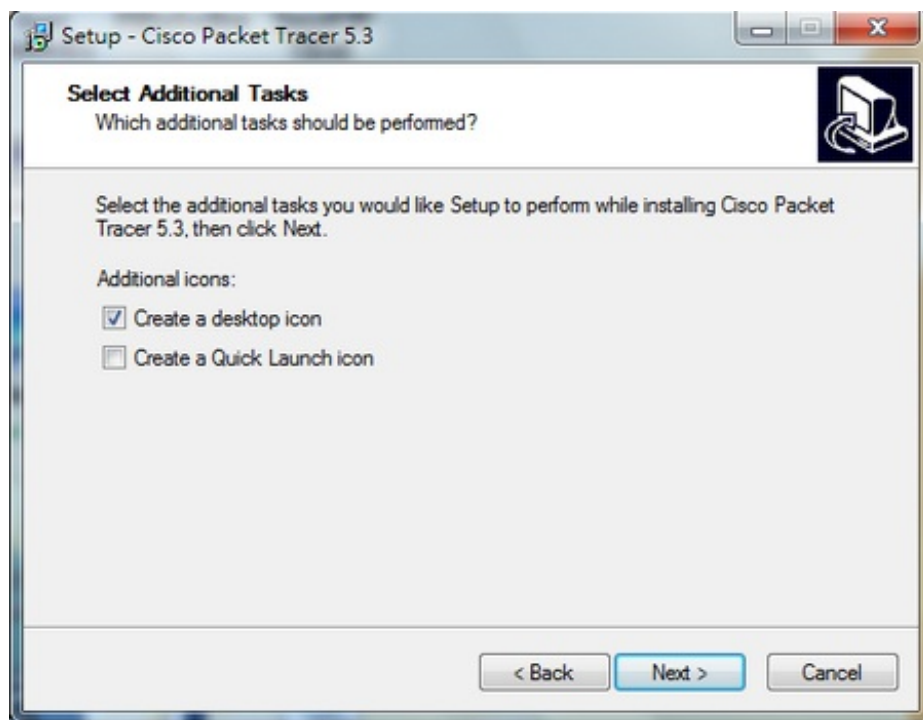 Setup - Cisco Packet Tracer 5.3
Select Additional Tasks
Which additional tasks should be performed?
Select the additional tasks you would like Setup to perform while installing Cisco Packet
Tracer 5.3, then click Next.
Additional icons:
Create a desktop icon
Create a Quick Launch icon
< Back
Next >
Cancel